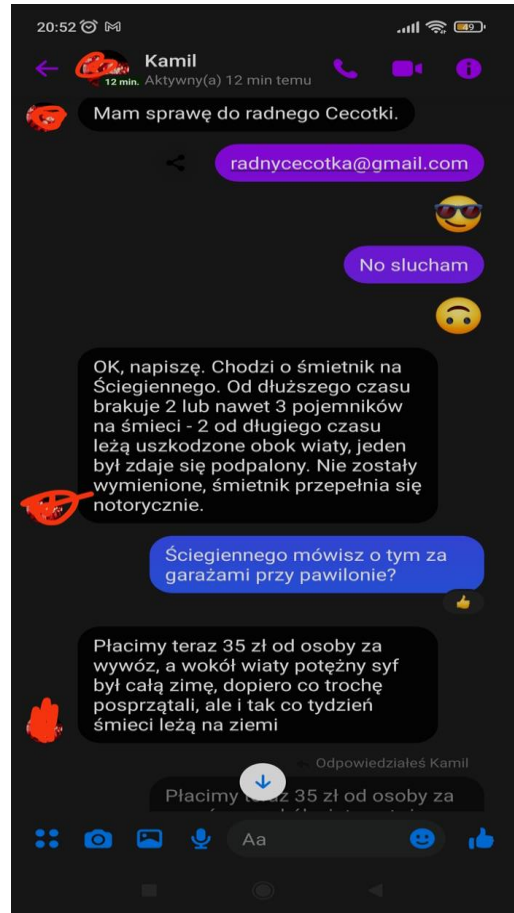 20:52
49
Kamil
12 min.
Aktywny(a) 12 min temu
Mam sprawę do radnego Cecotki.
radnycecotka@gmail.com
No slucham
OK, napiszę. Chodzi o śmietnik na
Ściegiennego. Od dłuższego czasu
brakuje 2 lub nawet 3 pojemników
na śmieci - 2 od długiego czasu
leżą uszkodzone obok wiaty, jeden
był zdaje się podpalony. Nie zostały
wymienione, śmietnik przepełnia się
notorycznie.
Ściegiennego mówisz o tym za
garażami przy pawilonie?
Płacimy teraz 35 zł od osoby za
wywóz, a wokół wiaty potężny syf
był całą zimę, dopiero co trochę
posprzątali, ale i tak co tydzień
śmieci leżą na ziemi
Odpowiedziałeś Kamil
Płacimy teraz 35 zł od osoby za
Aa